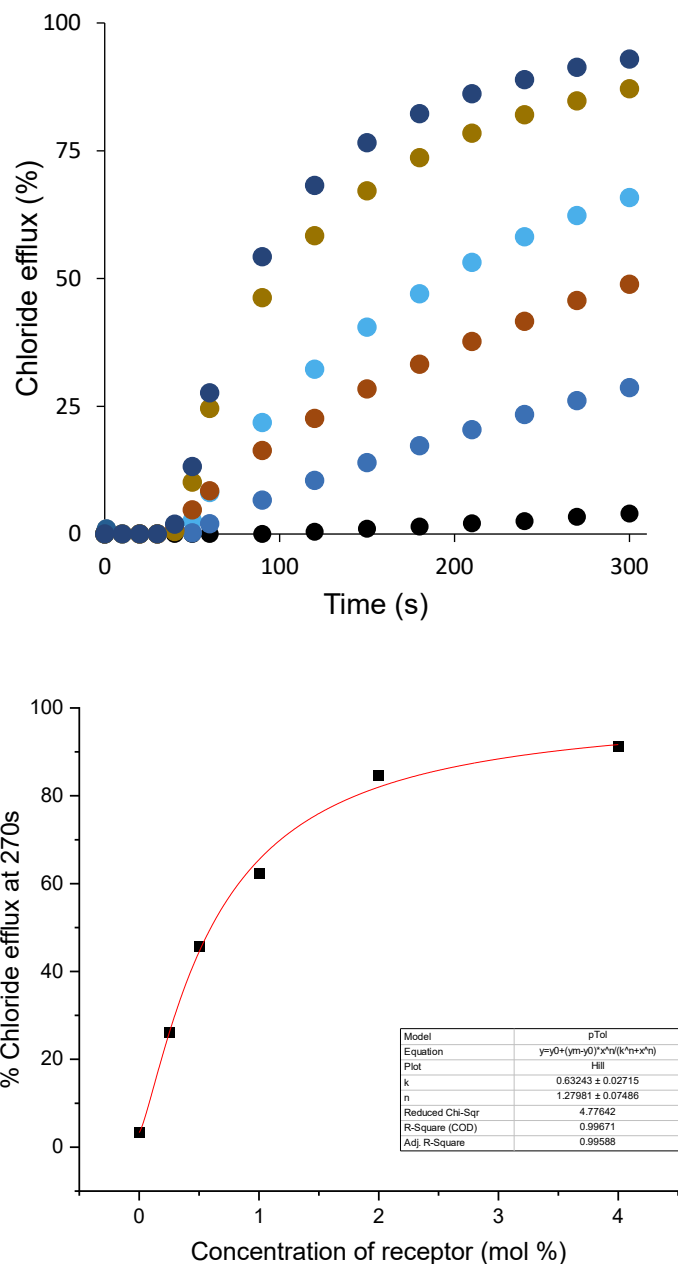 100
75
50
25
0
Chloride efflux (%)
0 100 200 300
Time (s)
100
80
60
40
20
0
% Chloride efflux at 270s
Model pTol
Equation y=y0+(ym-y0)*x^n/(k^n+x^n)
Plot Hill
k 0.63243 ± 0.02715
n 1.27981 ± 0.07486
Reduced Chi-Sqr 4.77642
R-Square (COD) 0.99671
Adj. R-Square 0.99588
0 1 2 3 4
Concentration of receptor (mol %)